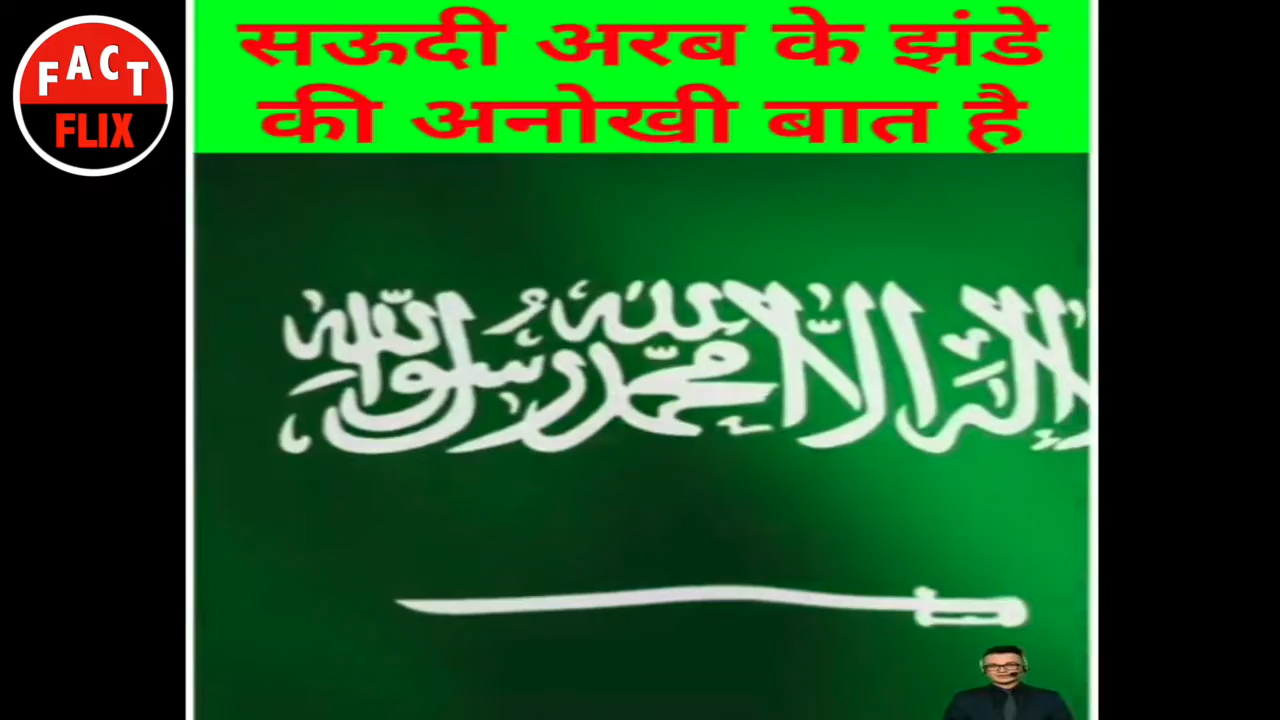 FACT
FLIX
सऊदी अरब के झंडे
की अनोखी बात है
لا إله إلا الله محمد رسول الله